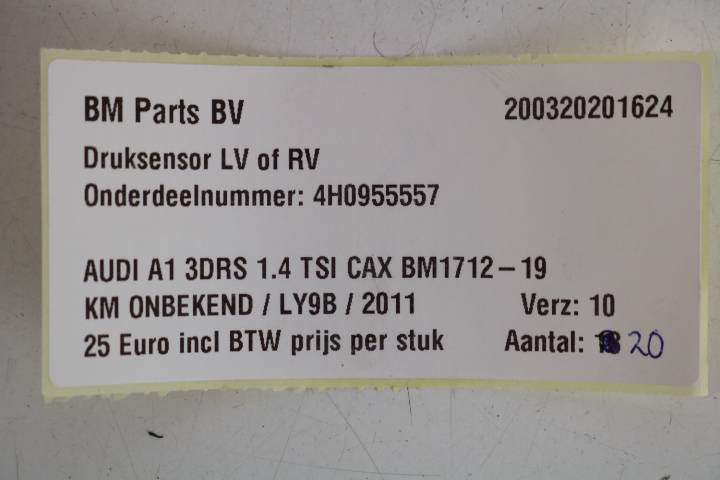 BM Parts BV 200320201624
Druksensor LV of RV
Onderdeelnummer: 4H0955557
AUDI A1 3DRS 1.4 TSI CAX BM1712-19
KM ONBEKEND / LY9B / 2011 Verz: 10
25 Euro incl BTW prijs per stuk Aantal: 20